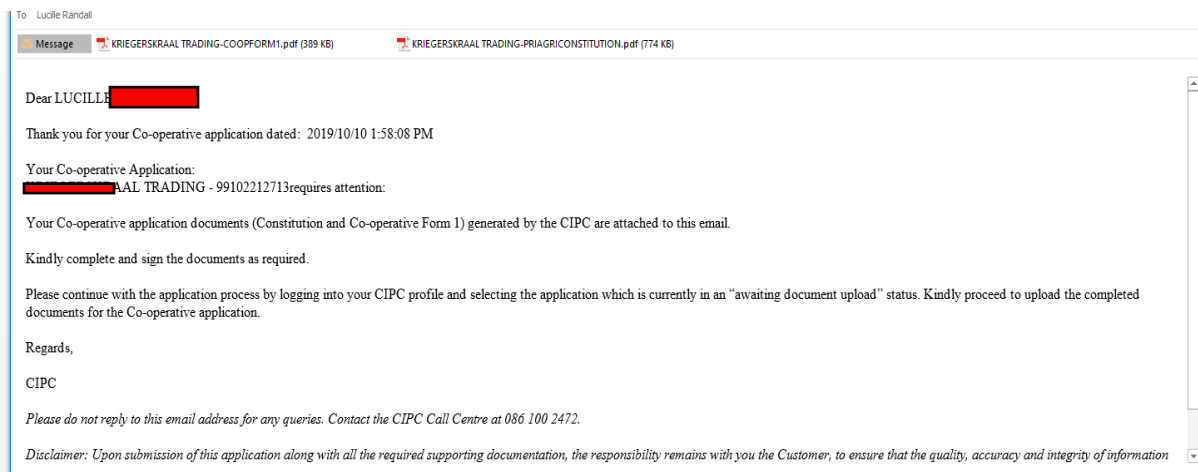 To Lucille Randall
Message KRIEGERSKRAAL TRADING-COOPFORM1.pdf (389 KB) KRIEGERSKRAAL TRADING-PRIAGRICONSTITUTION.pdf (774 KB)
Dear LUCILLE
Thank you for your Co-operative application dated: 2019/10/10 1:58:08 PM
Your Co-operative Application:
AAL TRADING - 99102212713requires attention:
Your Co-operative application documents (Constitution and Co-operative Form 1) generated by the CIPC are attached to this email.
Kindly complete and sign the documents as required.
Please continue with the application process by logging into your CIPC profile and selecting the application which is currently in an “awaiting document upload” status. Kindly proceed to upload the completed
documents for the Co-operative application.
Regards,
CIPC
Please do not reply to this email address for any queries. Contact the CIPC Call Centre at 086 100 2472.
Disclaimer: Upon submission of this application along with all the required supporting documentation, the responsibility remains with you the Customer, to ensure that the quality, accuracy and integrity of information